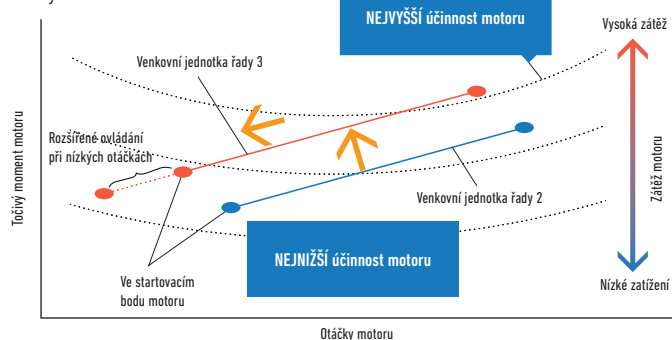 NEJVYŠŠÍ účinnost motoru
Vysoká zátěž
Venkovní jednotka řady 3
Rozšířené ovládání
při nízkých otáčkách
Točivý moment motoru
Zátěž motoru
Venkovní jednotka řady 2
NEJNIŽŠÍ účinnost motoru
Ve startovacím
bodu motoru
Nízké zatížení
Otáčky motoru